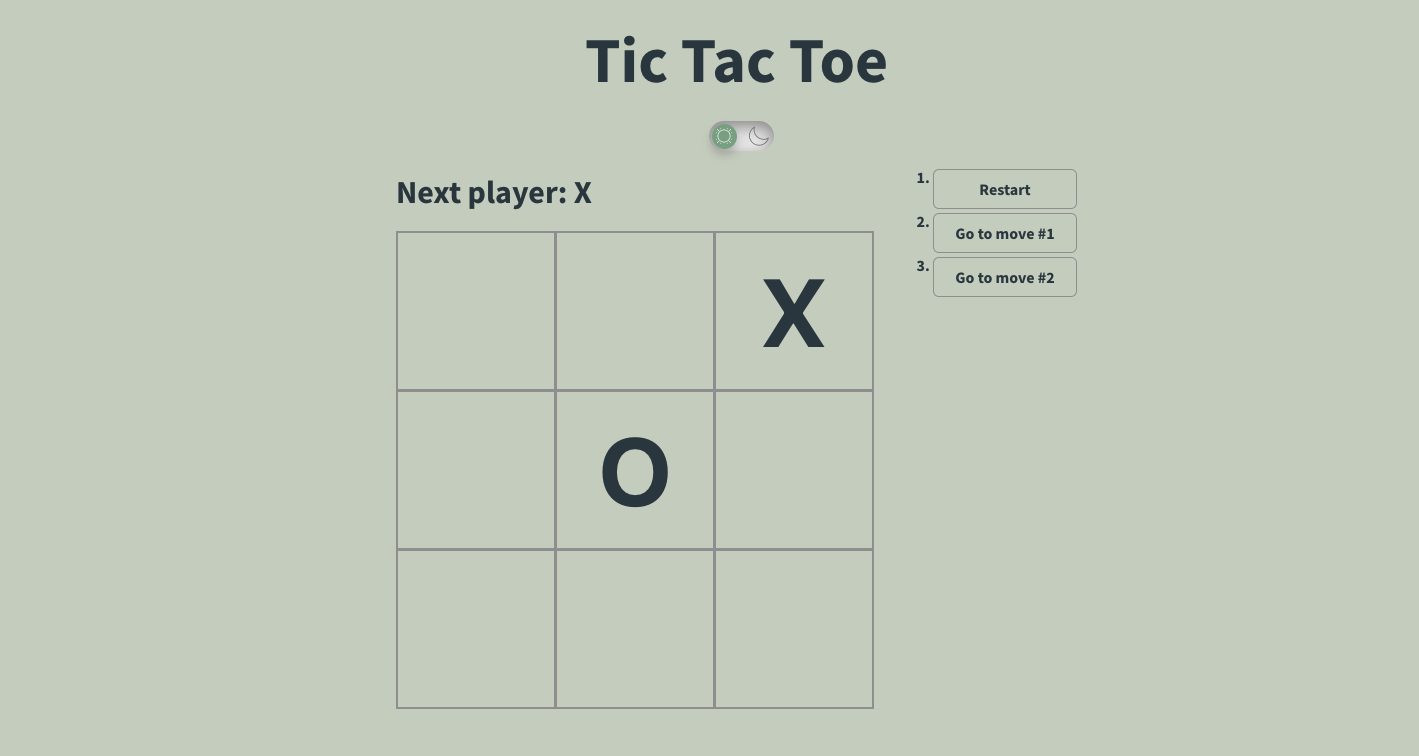 Tic Tac Toe
Next player: X
X
O
1. Restart
2. Go to move #1
3. Go to move #2